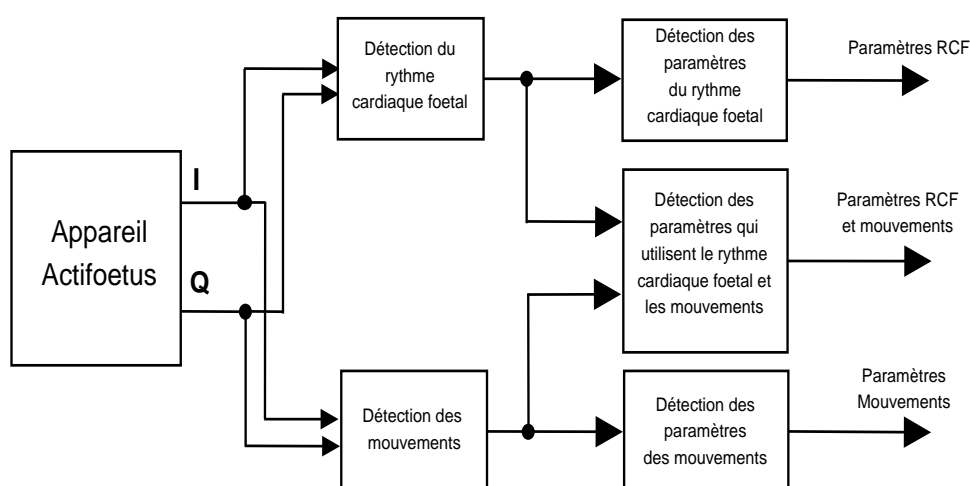 Appareil
Actifoetus
I
Q
Détection du
rythme
cardiaque foetal
Détection des
mouvements
Détection des
paramètres
du rythme
cardiaque foetal
Détection des
paramètres qui
utilisent le rythme
cardiaque foetal et
les mouvements
Détection des
paramètres
des mouvements
Paramètres RCF
Paramètres RCF
et mouvements
Paramètres
Mouvements